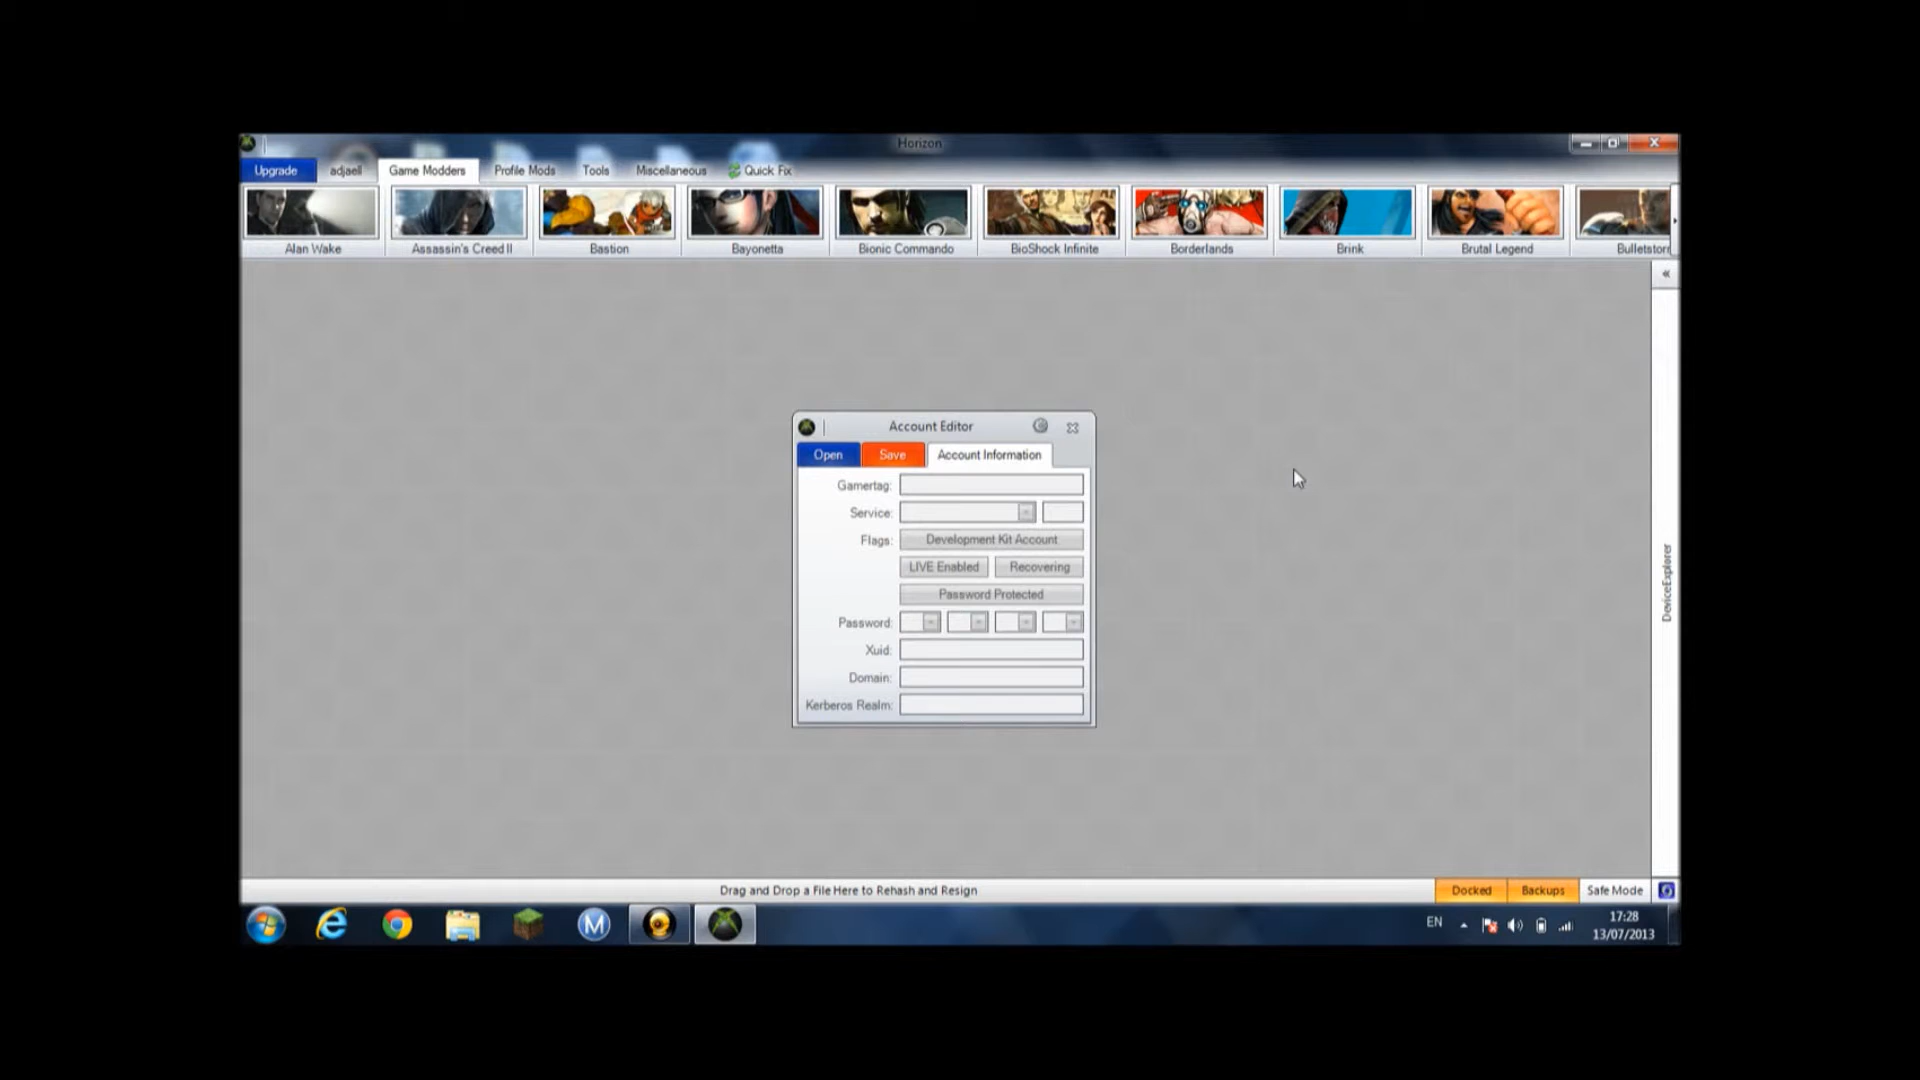 Horizon
Upgrade adjaell Game Modders Profile Mods Tools Miscellaneous Quick Fix
Alan Wake Assassin's Creed II Bastion Bayonetta Bionic Commando BioShock Infinite Borderlands Brink Brutal Legend Bulletstorm
Account Editor
Open Save Account Information
Gamertag:
Service:
Flags: Development Kit Account
LIVE Enabled Recovering
Password Protected
Password:
Xuid:
Domain:
Kerberos Realm:
DeviceExplorer
Drag and Drop a File Here to Rehash and Resign
Docked Backups Safe Mode
M
EN
17:28
13/07/2013